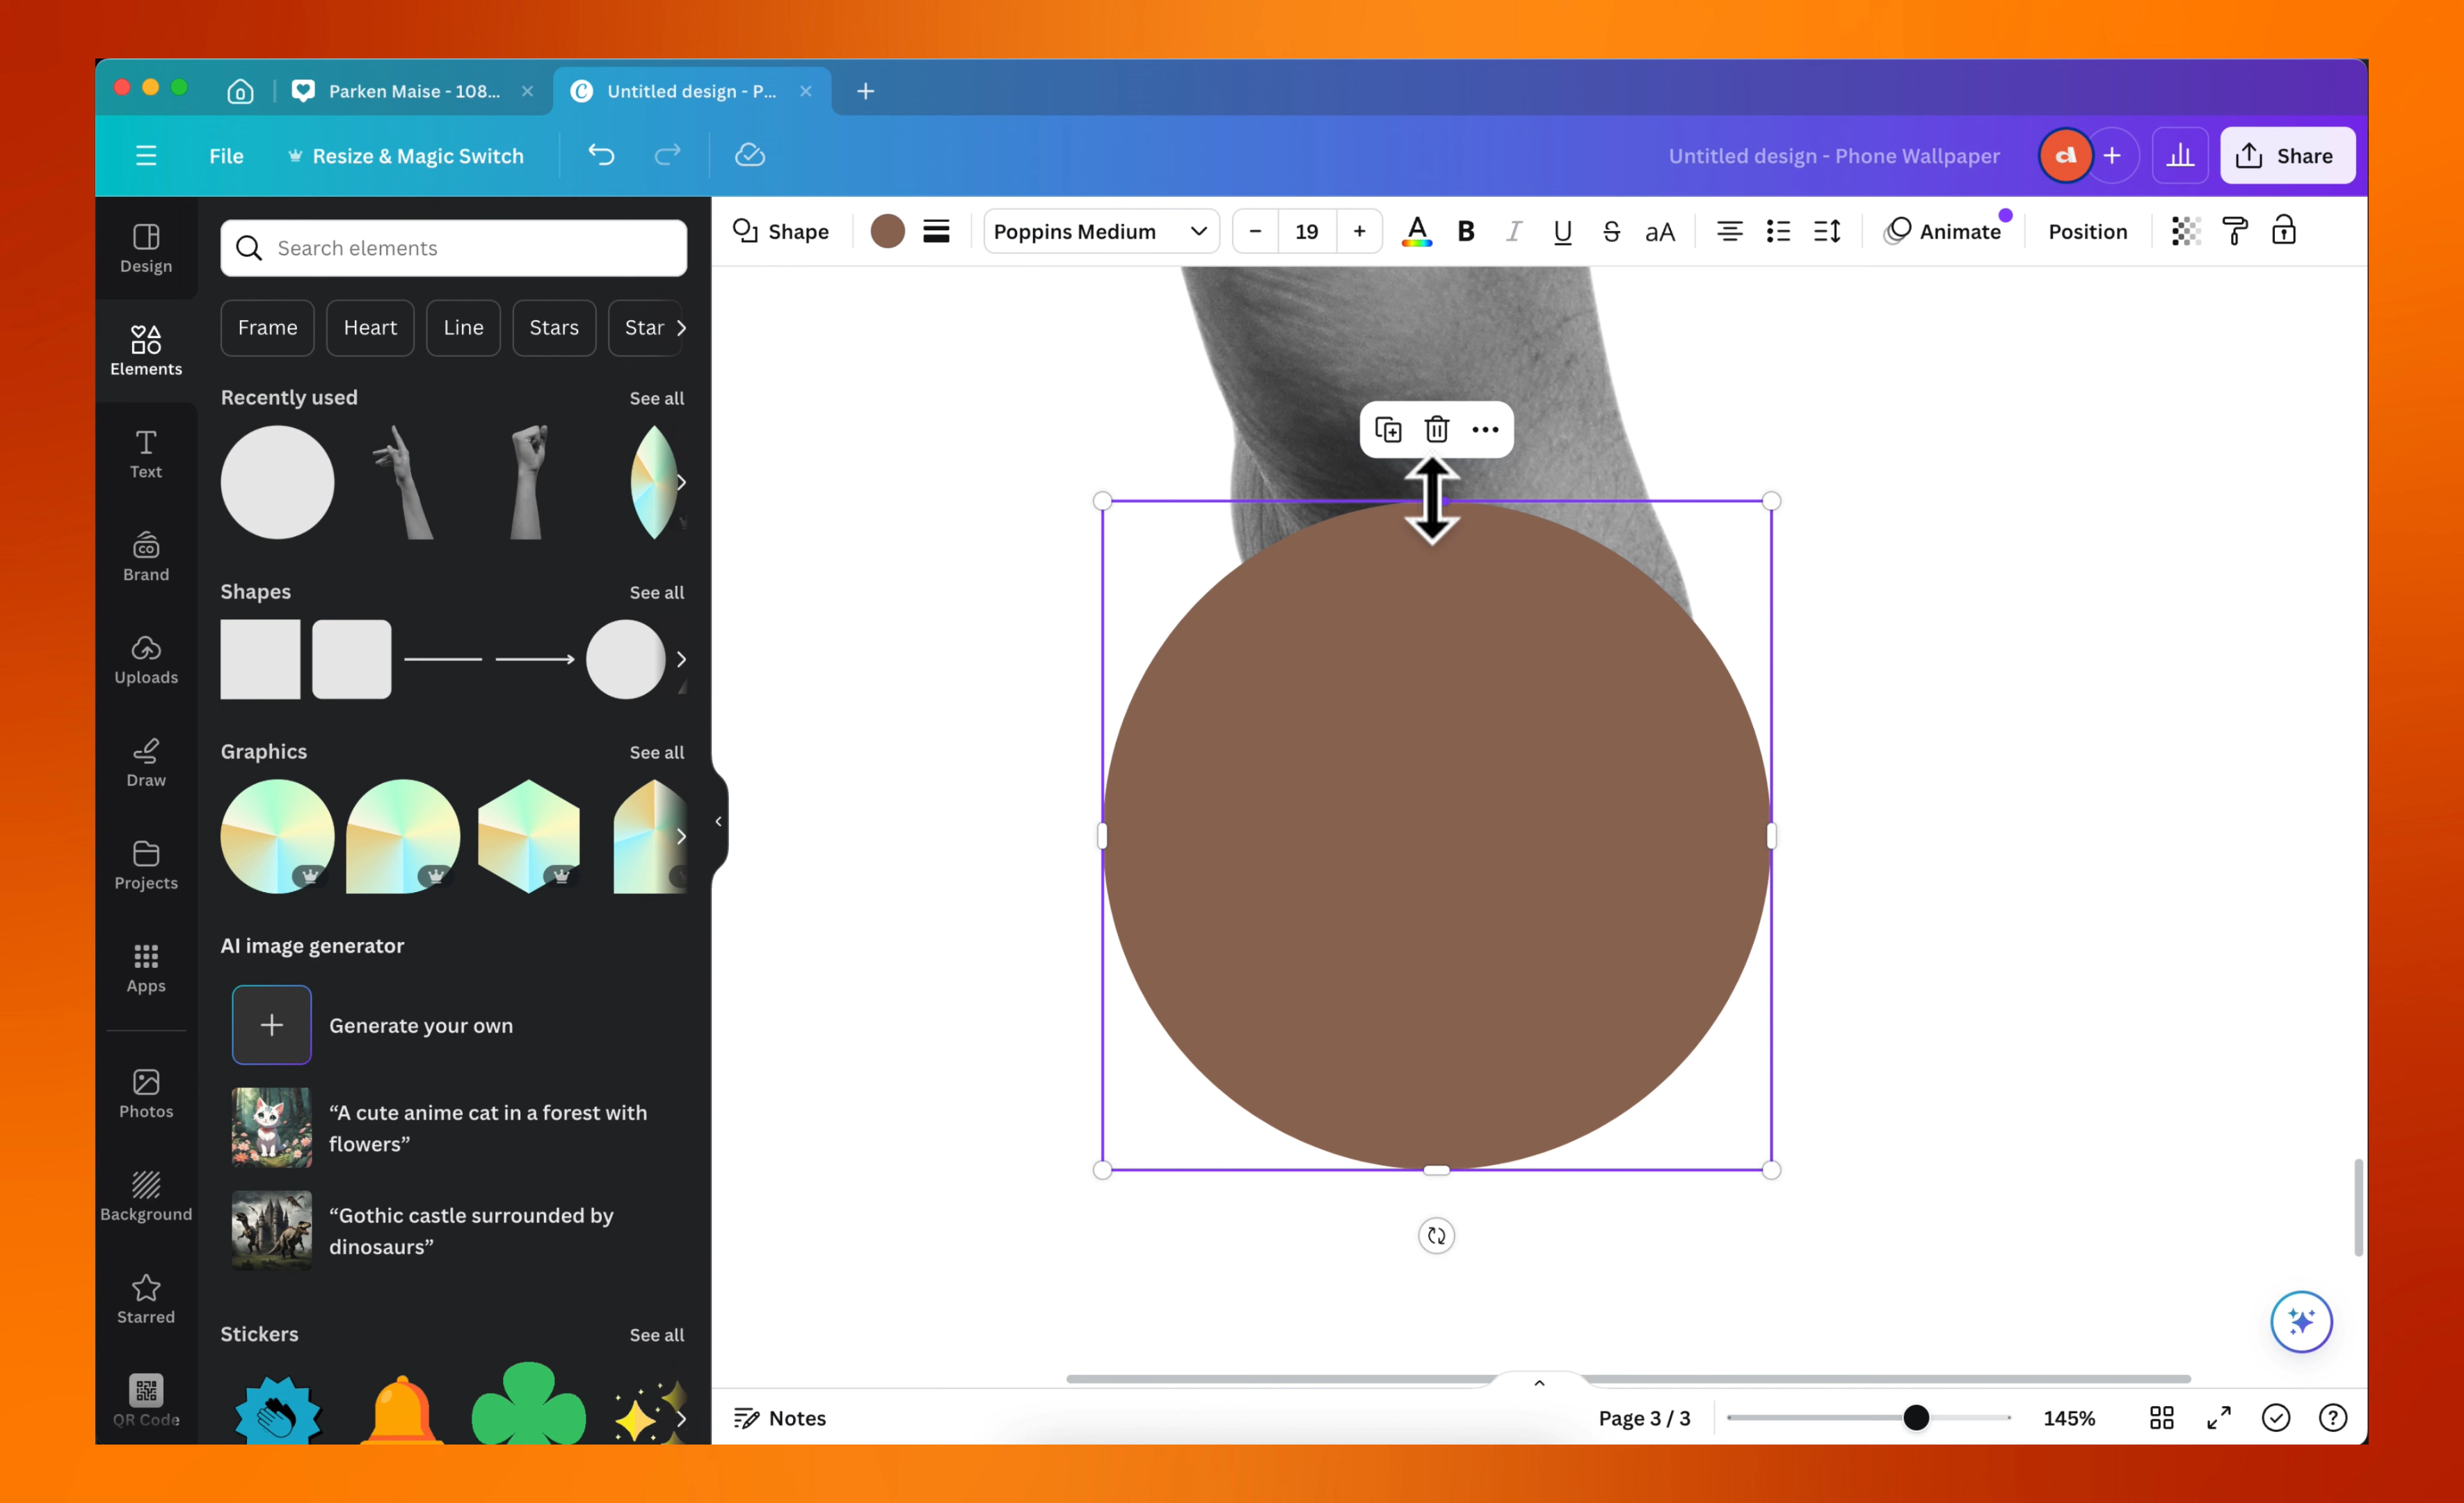 Parken Maise - 108...
Untitled design - P...
File
Resize & Magic Switch
Untitled design - Phone Wallpaper
d
Share
Design
Elements
Text
Brand
Uploads
Draw
Projects
Apps
Photos
Background
Starred
QR Code
Search elements
Frame
Heart
Line
Stars
Star
Recently used
See all
Shapes
See all
Graphics
See all
AI image generator
Generate your own
“A cute anime cat in a forest with
flowers”
“Gothic castle surrounded by
dinosaurs”
Stickers
See all
Shape
Poppins Medium
19
A
B
I
U
S
aA
Animate
Position
Notes
Page 3 / 3
145%